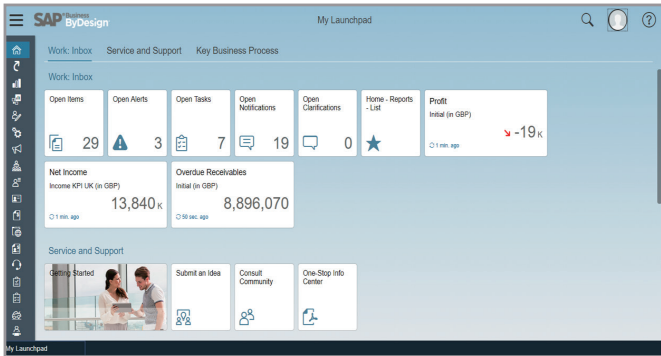 SAP Business ByDesign
My Launchpad
Work: Inbox Service and Support Key Business Process
Work: Inbox
Open Items
29
Open Alerts
3
Open Tasks
7
Open
Notifications
19
Open
Clarifications
0
Home - Reports
- List
Profit
Initial (in GBP)
-19 K
1 min. ago
Net Income
Income KPI UK (in GBP)
13,840 K
1 min. ago
Overdue Receivables
Initial (in GBP)
8,896,070
50 sec. ago
Service and Support
Getting Started
Submit an Idea
Consult
Community
One-Stop Info
Center
My Launchpad